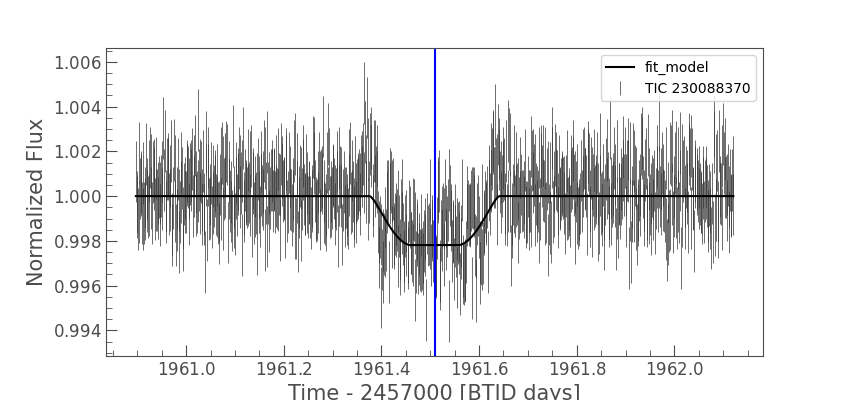 fit_model
TIC 230088370
1.006
1.004
1.002
1.000
0.998
0.996
0.994
Normalized Flux
1961.0 1961.2 1961.4 1961.6 1961.8 1962.0
Time - 2457000 [BTJD days]